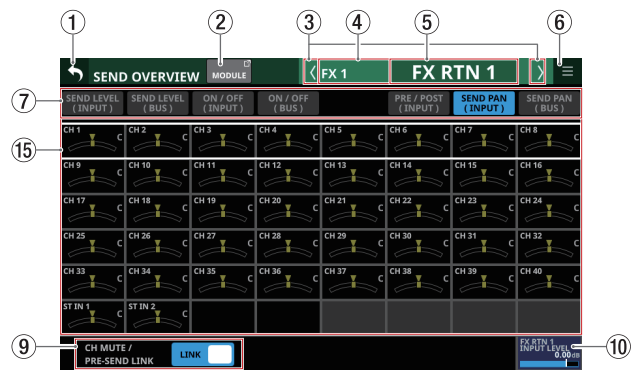 1 2 3 4 5 6
SEND OVERVIEW MODULE FX 1 FX RTN 1
7
SEND LEVEL (INPUT)
SEND LEVEL (BUS)
ON / OFF (INPUT)
ON / OFF (BUS)
PRE / POST (INPUT)
SEND PAN (INPUT)
SEND PAN (BUS)
15
CH 1 C CH 2 C CH 3 C CH 4 C CH 5 C CH 6 C CH 7 C CH 8 C
CH 9 C CH 10 C CH 11 C CH 12 C CH 13 C CH 14 C CH 15 C CH 16 C
CH 17 C CH 18 C CH 19 C CH 20 C CH 21 C CH 22 C CH 23 C CH 24 C
CH 25 C CH 26 C CH 27 C CH 28 C CH 29 C CH 30 C CH 31 C CH 32 C
CH 33 C CH 34 C CH 35 C CH 36 C CH 37 C CH 38 C CH 39 C CH 40 C
ST IN 1 C ST IN 2 C
9
CH MUTE /
PRE-SEND LINK
LINK
FX RTN 1
INPUT LEVEL
0.00dB
10